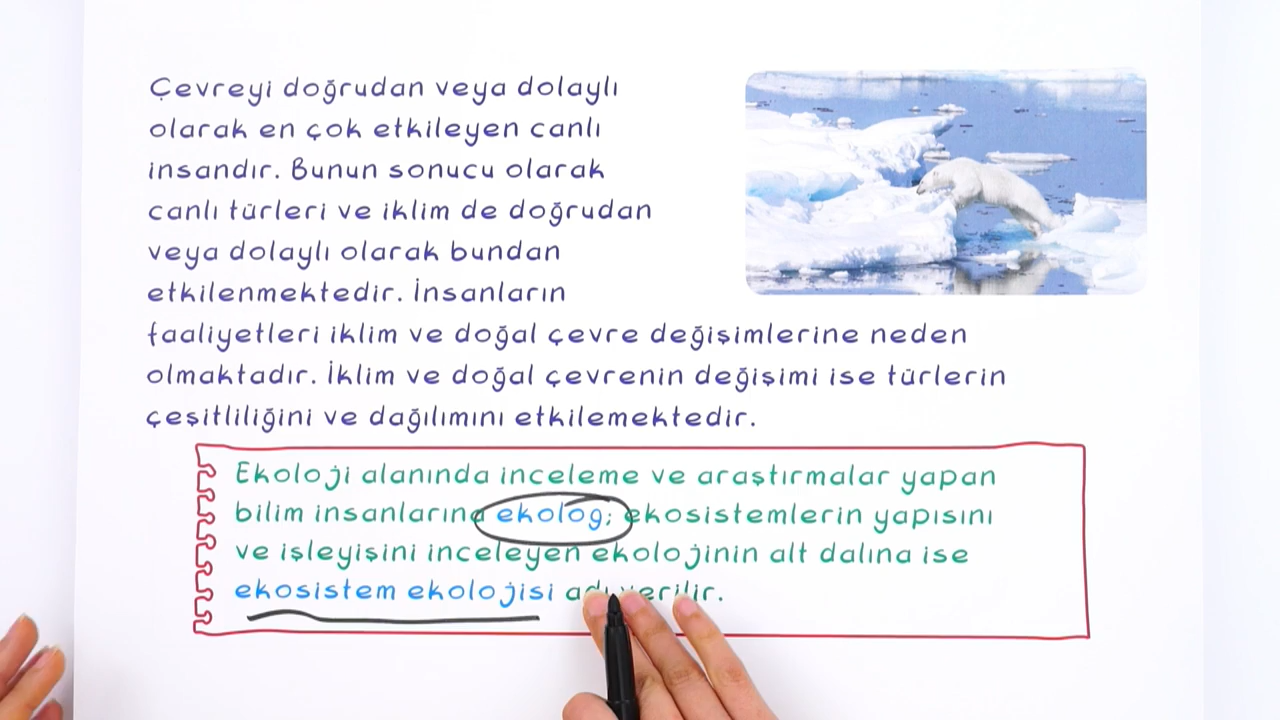 Çevreyi doğrudan veya dolaylı
olarak en çok etkileyen canlı
insandır. Bunun sonucu olarak
canlı türleri ve iklim de doğrudan
veya dolaylı olarak bundan
etkilenmektedir. İnsanların
faaliyetleri iklim ve doğal çevre değişimlerine neden
olmaktadır. İklim ve doğal çevrenin değişimi ise türlerin
çeşitliliğini ve dağılımını etkilemektedir.
Ekoloji alanında inceleme ve araştırmalar yapan
bilim insanlarına ekolog; ekosistemlerin yapısını
ve işleyişini inceleyen ekolojinin alt dalına ise
ekosistem ekolojisi adı verilir.